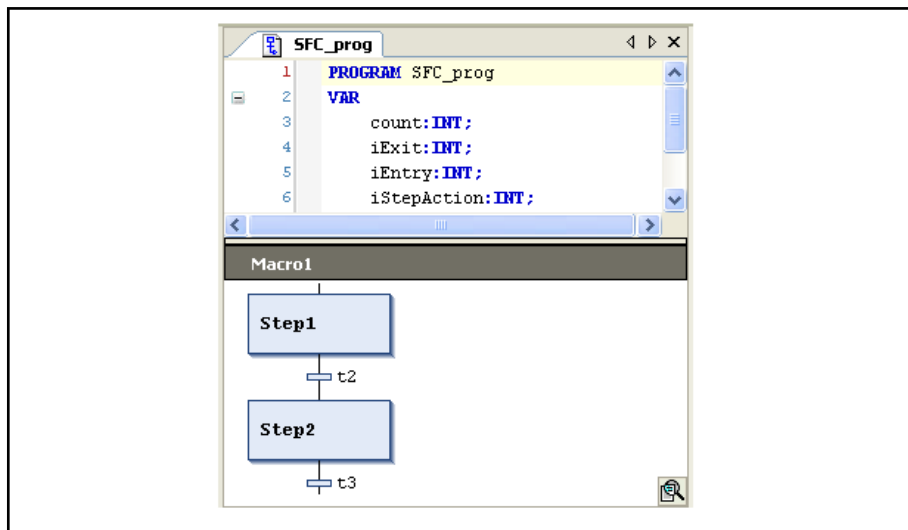 SFC_prog
1 PROGRAM SFC_prog
2 VAR
3 count:INT;
4 iExit:INT;
5 iEntry:INT;
6 iStepAction:INT;
Macro1
Step1
t2
Step2
t3